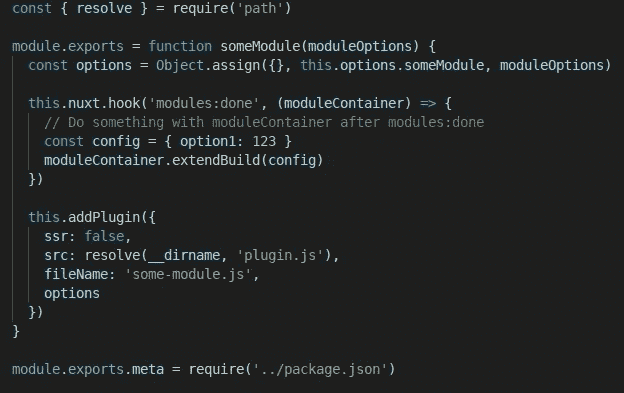 const { resolve } = require('path')
module.exports = function someModule(moduleOptions) {
const options = Object.assign({}, this.options.someModule, moduleOptions)
this.nuxt.hook('modules:done', (moduleContainer) => {
// Do something with moduleContainer after modules:done
const config = { option1: 123 }
moduleContainer.extendBuild(config)
})
this.addPlugin({
ssr: false,
src: resolve(__dirname, 'plugin.js'),
fileName: 'some-module.js',
options
})
}
module.exports.meta = require('../package.json')